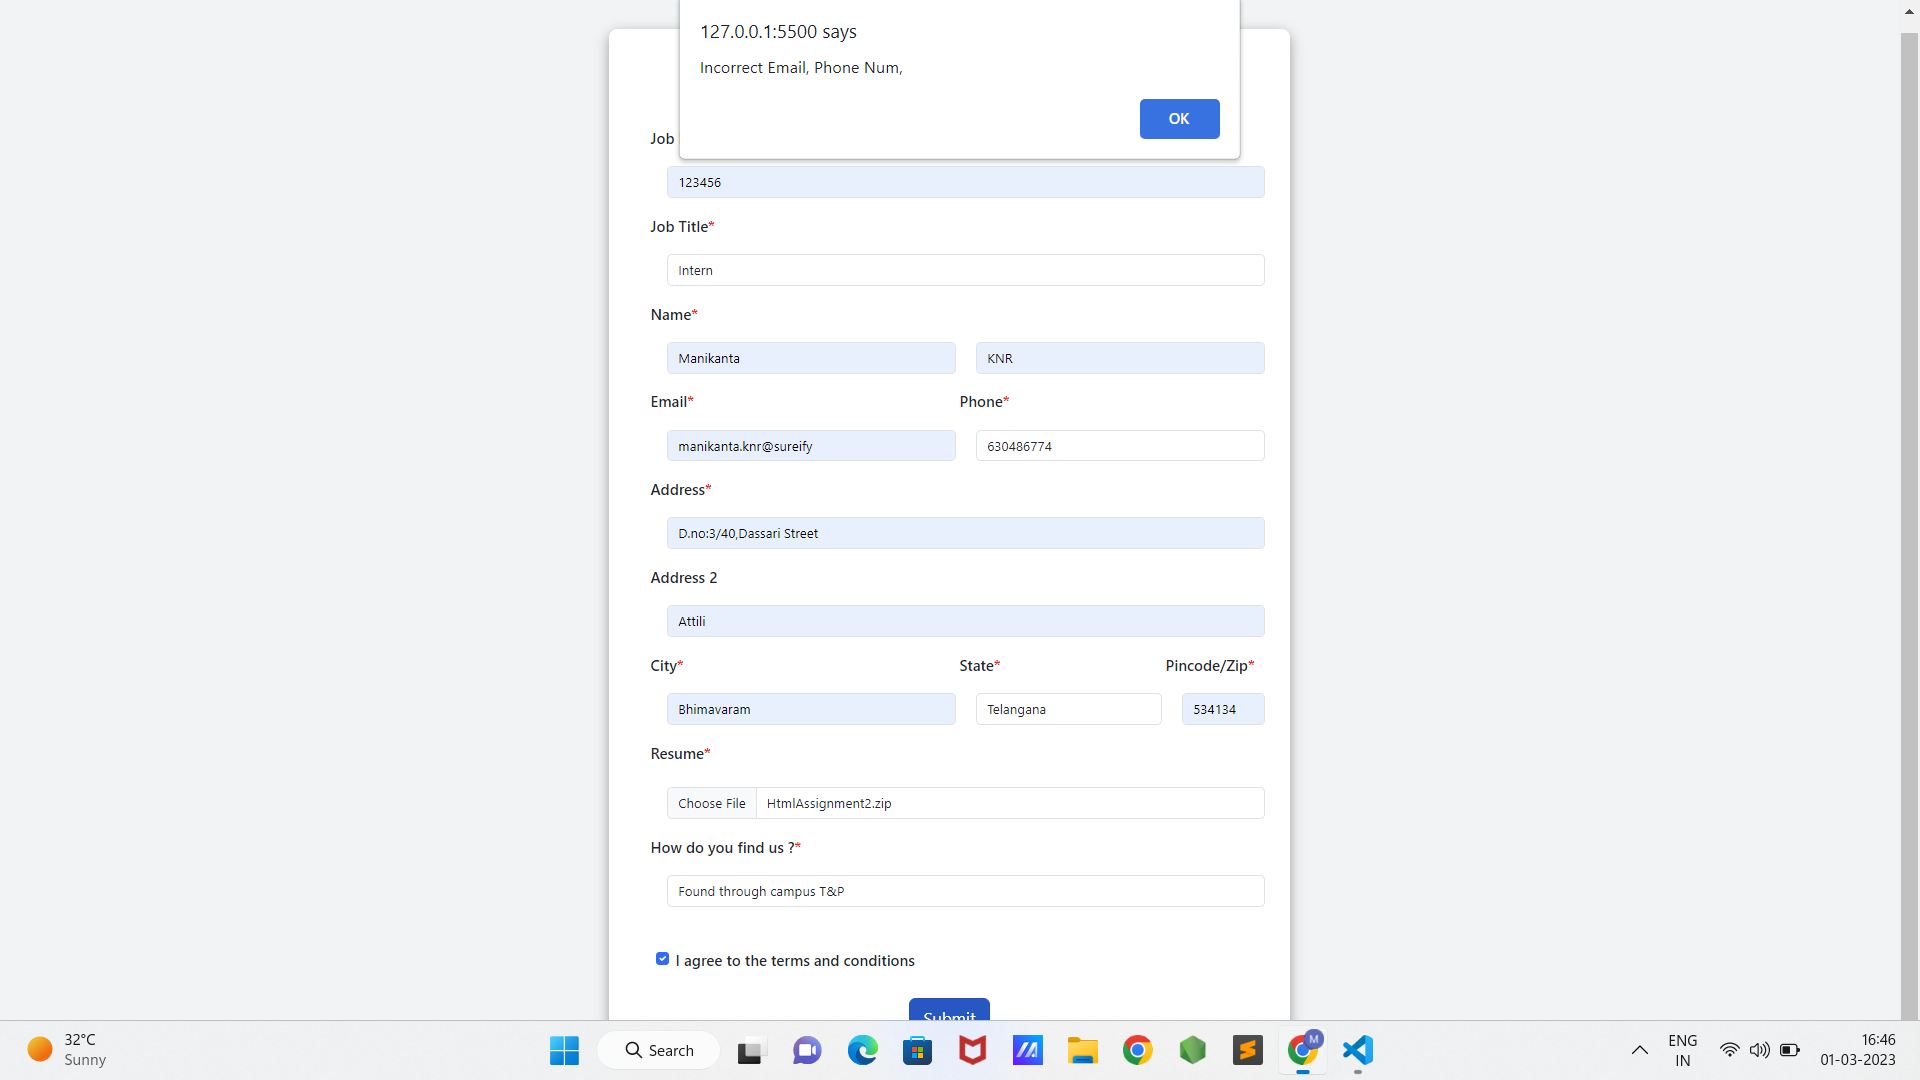 127.0.0.1:5500 says
Incorrect Email, Phone Num,
OK
Job
123456
Job Title*
Intern
Name*
Manikanta KNR
Email* Phone*
manikanta.knr@sureify 630486774
Address*
D.no:3/40,Dassari Street
Address 2
Attili
City* State* Pincode/Zip*
Bhimavaram Telangana 534134
Resume*
Choose File HtmlAssignment2.zip
How do you find us ?*
Found through campus T&P
I agree to the terms and conditions
Submit
32°C
Sunny
Search
M
ENG
IN
16:46
01-03-2023